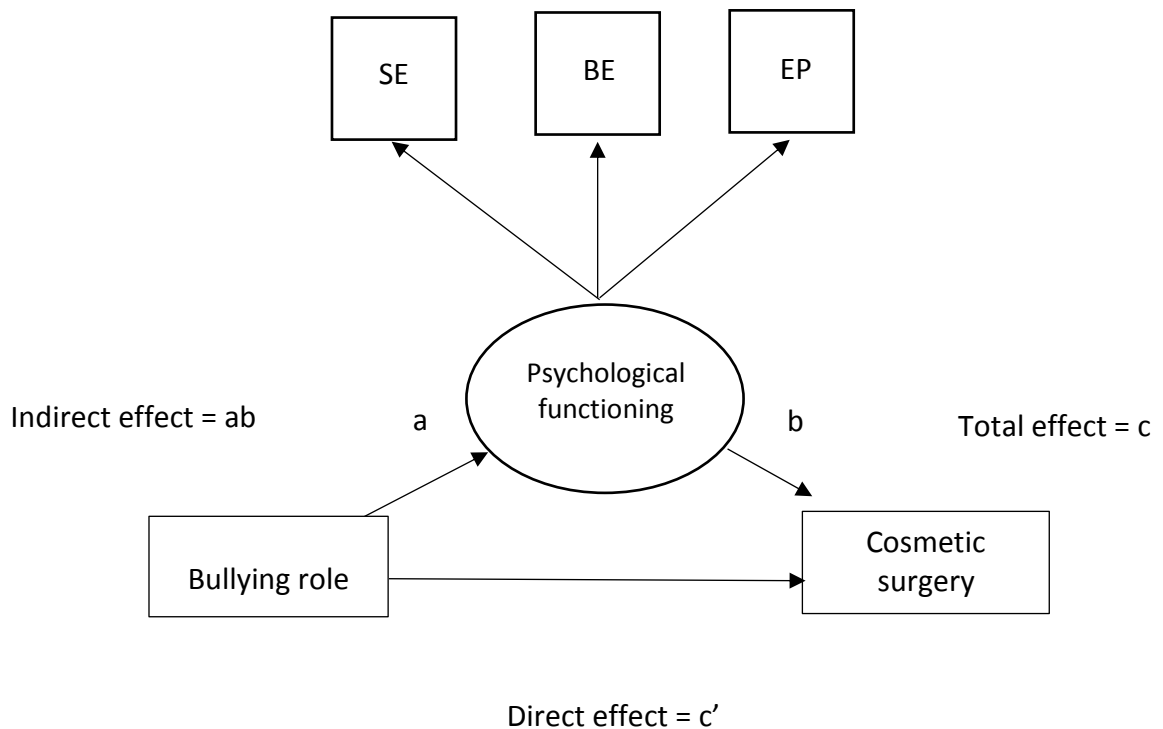 SE
BE
EP
Psychological
functioning
Indirect effect = ab
a
b
Total effect = c
Bullying role
Cosmetic
surgery
Direct effect = c’